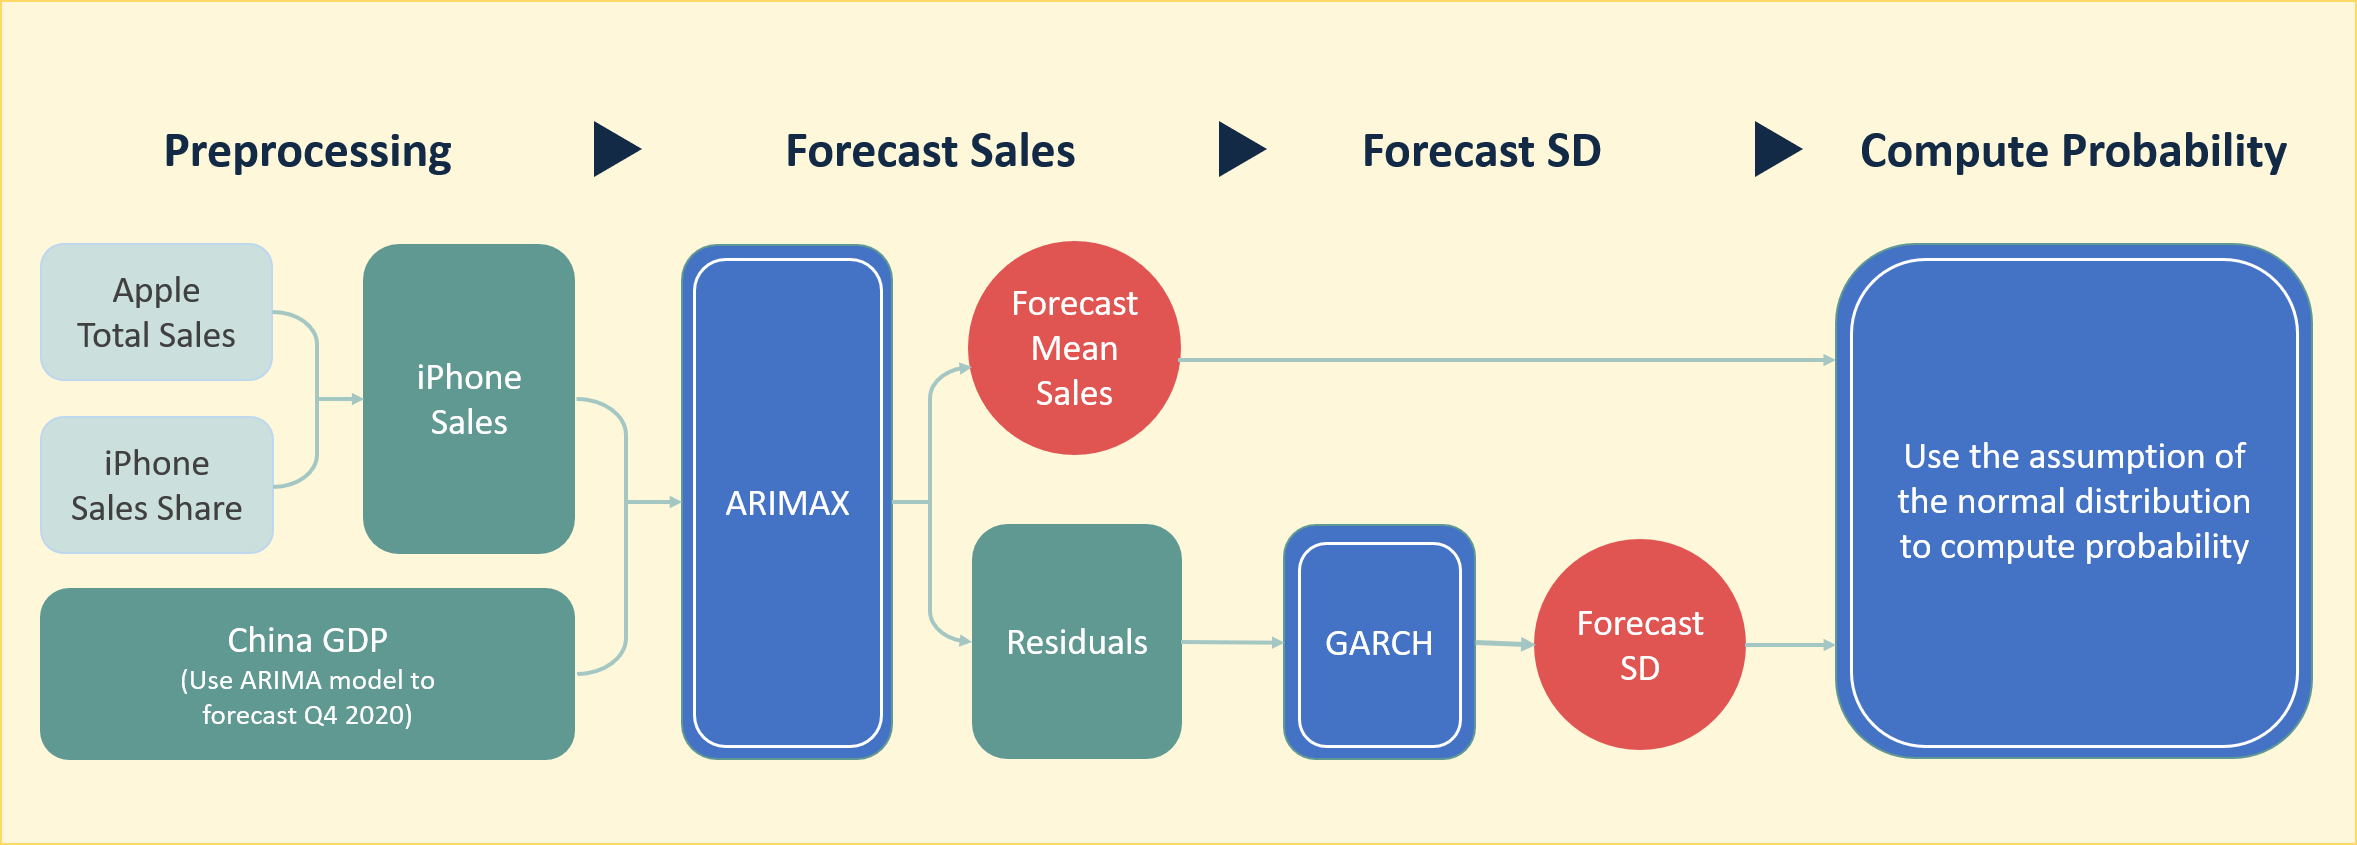 Preprocessing
Forecast Sales
Forecast SD
Compute Probability
Apple
Total Sales
iPhone
Sales Share
iPhone
Sales
China GDP
(Use ARIMA model to
forecast Q4 2020)
ARIMAX
Forecast
Mean
Sales
Residuals
GARCH
Forecast
SD
Use the assumption of
the normal distribution
to compute probability